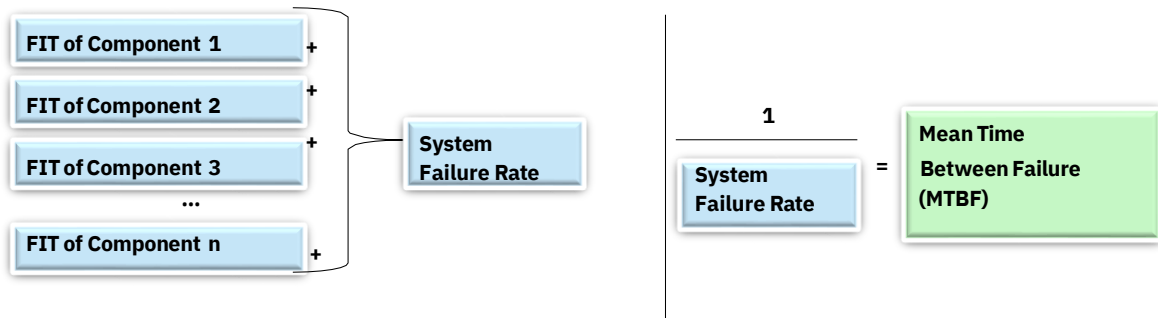 FIT of Component 1
+
FIT of Component 2
+
FIT of Component 3
+
...
FIT of Component n
+
System
Failure Rate
1
System
Failure Rate
=
Mean Time
Between Failure
(MTBF)